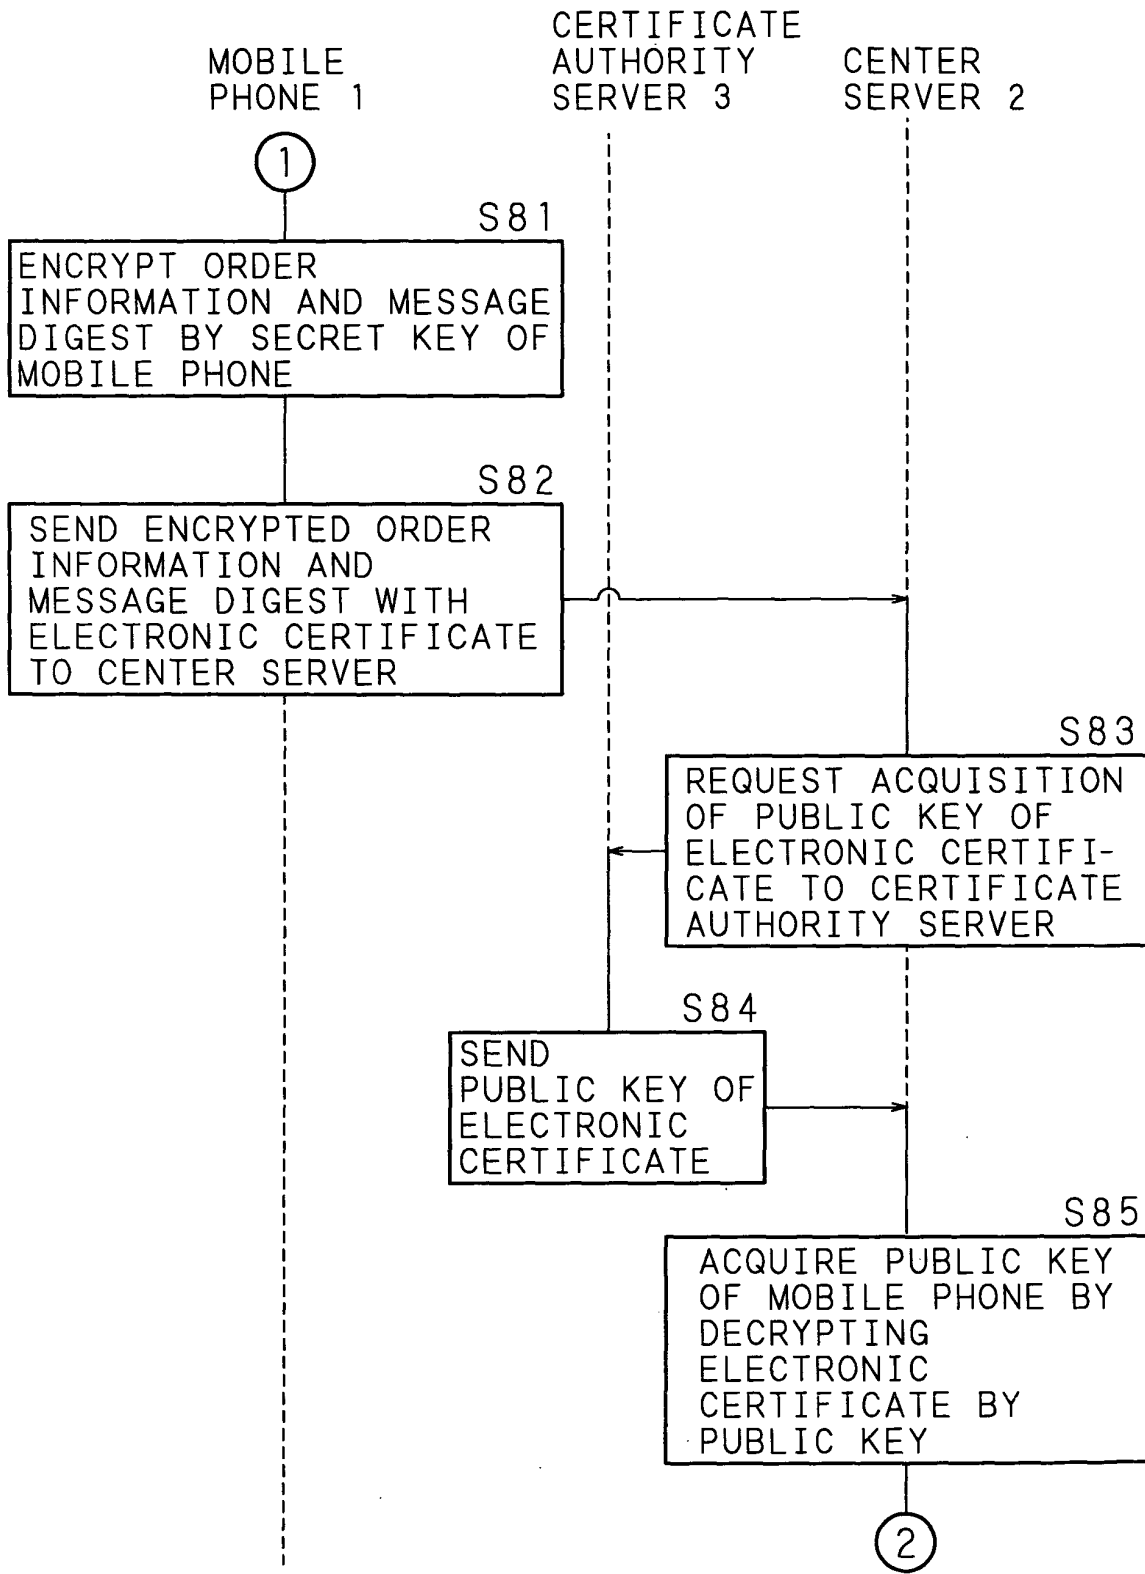 MOBILE
PHONE 1
CERTIFICATE
AUTHORITY
SERVER 3
CENTER
SERVER 2
1
S81
ENCRYPT ORDER
INFORMATION AND MESSAGE
DIGEST BY SECRET KEY OF
MOBILE PHONE
S82
SEND ENCRYPTED ORDER
INFORMATION AND
MESSAGE DIGEST WITH
ELECTRONIC CERTIFICATE
TO CENTER SERVER
S83
REQUEST ACQUISITION
OF PUBLIC KEY OF
ELECTRONIC CERTIFI-
CATE TO CERTIFICATE
AUTHORITY SERVER
S84
SEND
PUBLIC KEY OF
ELECTRONIC
CERTIFICATE
S85
ACQUIRE PUBLIC KEY
OF MOBILE PHONE BY
DECRYPTING
ELECTRONIC
CERTIFICATE BY
PUBLIC KEY
2